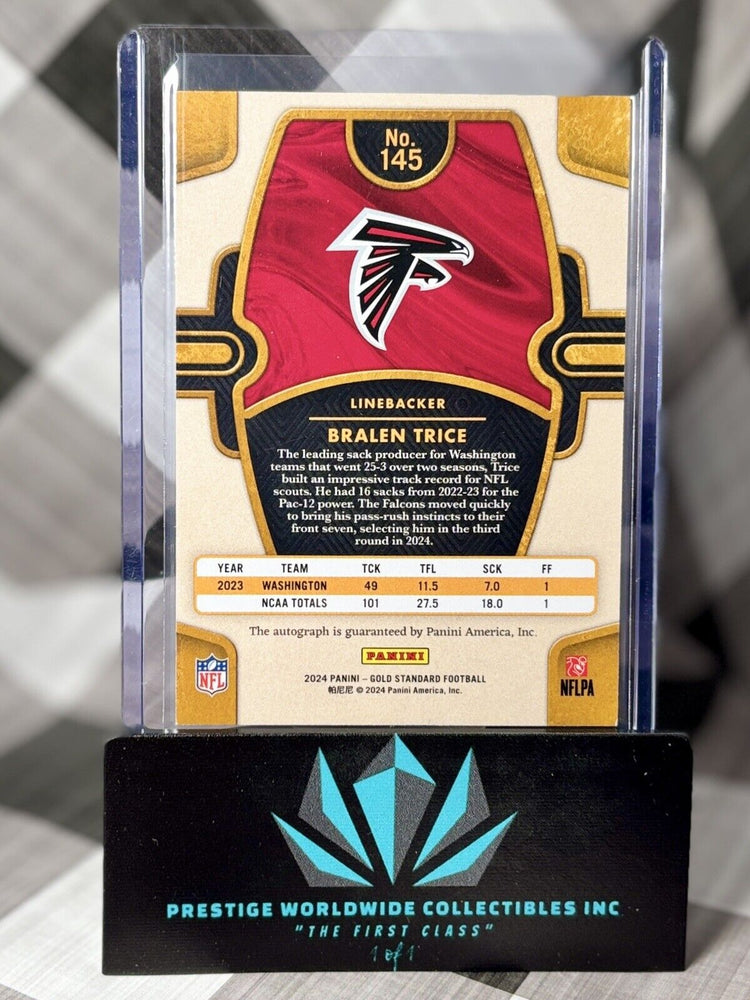 No.
145
LINEBACKER
BRALEN TRICE
The leading sack producer for Washington
teams that went 25-3 over two seasons, Trice
built an impressive track record for NFL
scouts. He had 16 sacks from 2022-23 for the
Pac-12 power. The Falcons moved quickly
to bring his pass-rush instincts to their
front seven, selecting him in the third
round in 2024.
YEAR TEAM TCK TFL SCK FF
2023 WASHINGTON 49 11.5 7.0 1
NCAA TOTALS 101 27.5 18.0 1
The autograph is guaranteed by Panini America, Inc.
PANINI
2024 PANINI – GOLD STANDARD FOOTBALL
帕尼尼 © 2024 Panini America, Inc.
NFL
NFLPA
PRESTIGE WORLDWIDE COLLECTIBLES INC
"THE FIRST CLASS"
1 of 1